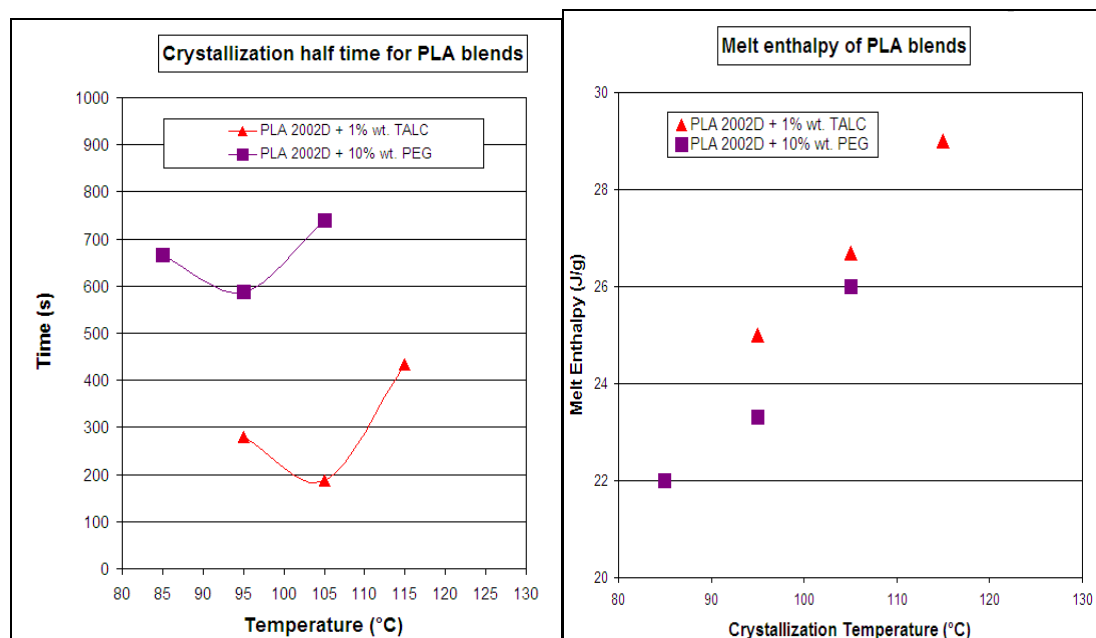 Crystallization half time for PLA blends
1000
900
800
700
600
500
400
300
200
100
0
Time (s)
PLA 2002D + 1% wt. TALC
PLA 2002D + 10% wt. PEG
80 85 90 95 100 105 110 115 120 125 130
Temperature (°C)
Melt enthalpy of PLA blends
30
28
26
24
22
20
Melt Enthalpy (J/g)
PLA 2002D + 1% wt. TALC
PLA 2002D + 10% wt. PEG
80 90 100 110 120 130
Crystallization Temperature (°C)